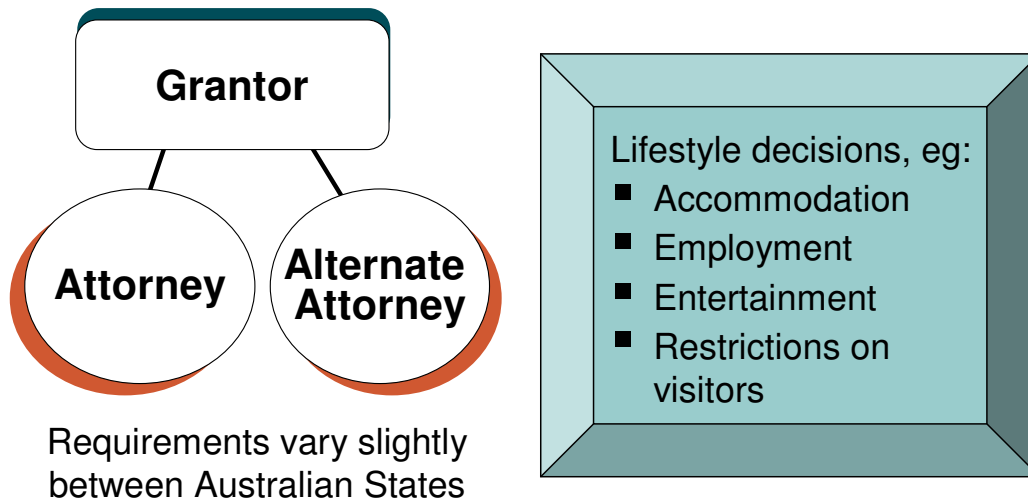 Grantor
Attorney
Alternate
Attorney
Requirements vary slightly
between Australian States
Lifestyle decisions, eg:
■ Accommodation
■ Employment
■ Entertainment
■ Restrictions on
visitors